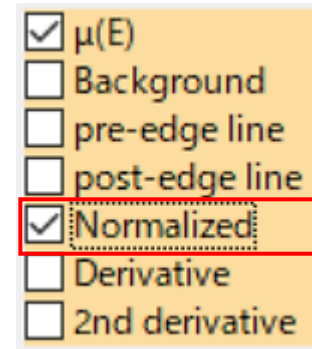 μ(E)
Background
pre-edge line
post-edge line
Normalized
Derivative
2nd derivative